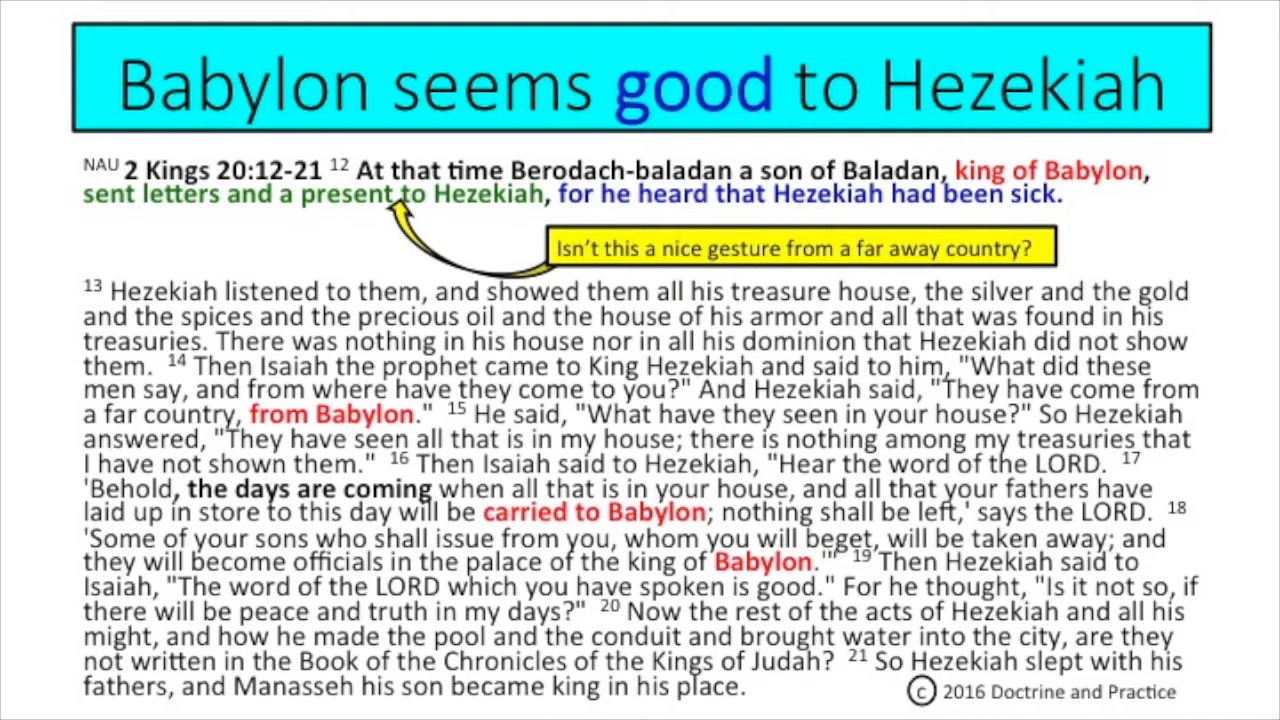 Babylon seems good to Hezekiah
NAU 2 Kings 20:12-21 12 At that time Berodach-baladan a son of Baladan, king of Babylon,
sent letters and a present to Hezekiah, for he heard that Hezekiah had been sick.
Isn't this a nice gesture from a far away country?
13 Hezekiah listened to them, and showed them all his treasure house, the silver and the gold
and the spices and the precious oil and the house of his armor and all that was found in his
treasuries. There was nothing in his house nor in all his dominion that Hezekiah did not show
them. 14 Then Isaiah the prophet came to King Hezekiah and said to him, "What did these
men say, and from where have they come to you?" And Hezekiah said, "They have come from
a far country, from Babylon." 15 He said, "What have they seen in your house?" So Hezekiah
answered, "They have seen all that is in my house; there is nothing among my treasuries that
I have not shown them." 16 Then Isaiah said to Hezekiah, "Hear the word of the LORD. 17
'Behold, the days are coming when all that is in your house, and all that your fathers have
laid up in store to this day will be carried to Babylon; nothing shall be left,' says the LORD. 18
'Some of your sons who shall issue from you, whom you will beget, will be taken away; and
they will become officials in the palace of the king of Babylon.'" 19 Then Hezekiah said to
Isaiah, "The word of the LORD which you have spoken is good." For he thought, "Is it not so, if
there will be peace and truth in my days?" 20 Now the rest of the acts of Hezekiah and all his
might, and how he made the pool and the conduit and brought water into the city, are they
not written in the Book of the Chronicles of the Kings of Judah? 21 So Hezekiah slept with his
fathers, and Manasseh his son became king in his place.
© 2016 Doctrine and Practice